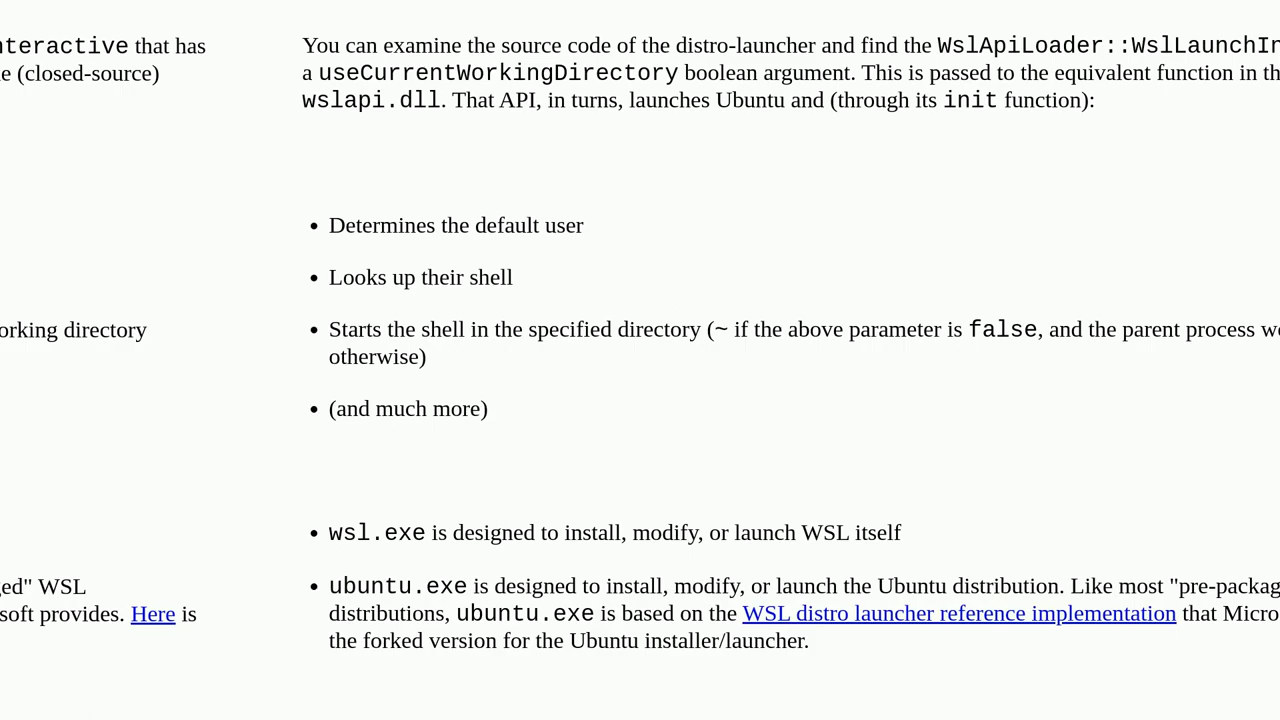 nteractive that has
e (closed-source)
orking directory
ged" WSL
soft provides. Here is
You can examine the source code of the distro-launcher and find the WslApiLoader::WslLaunchIn
a useCurrentWorkingDirectory boolean argument. This is passed to the equivalent function in th
wslapi.dll. That API, in turns, launches Ubuntu and (through its init function):
• Determines the default user
• Looks up their shell
• Starts the shell in the specified directory (~ if the above parameter is false, and the parent process wo
otherwise)
• (and much more)
• wsl.exe is designed to install, modify, or launch WSL itself
• ubuntu.exe is designed to install, modify, or launch the Ubuntu distribution. Like most "pre-packag
distributions, ubuntu.exe is based on the WSL distro launcher reference implementation that Micro
the forked version for the Ubuntu installer/launcher.